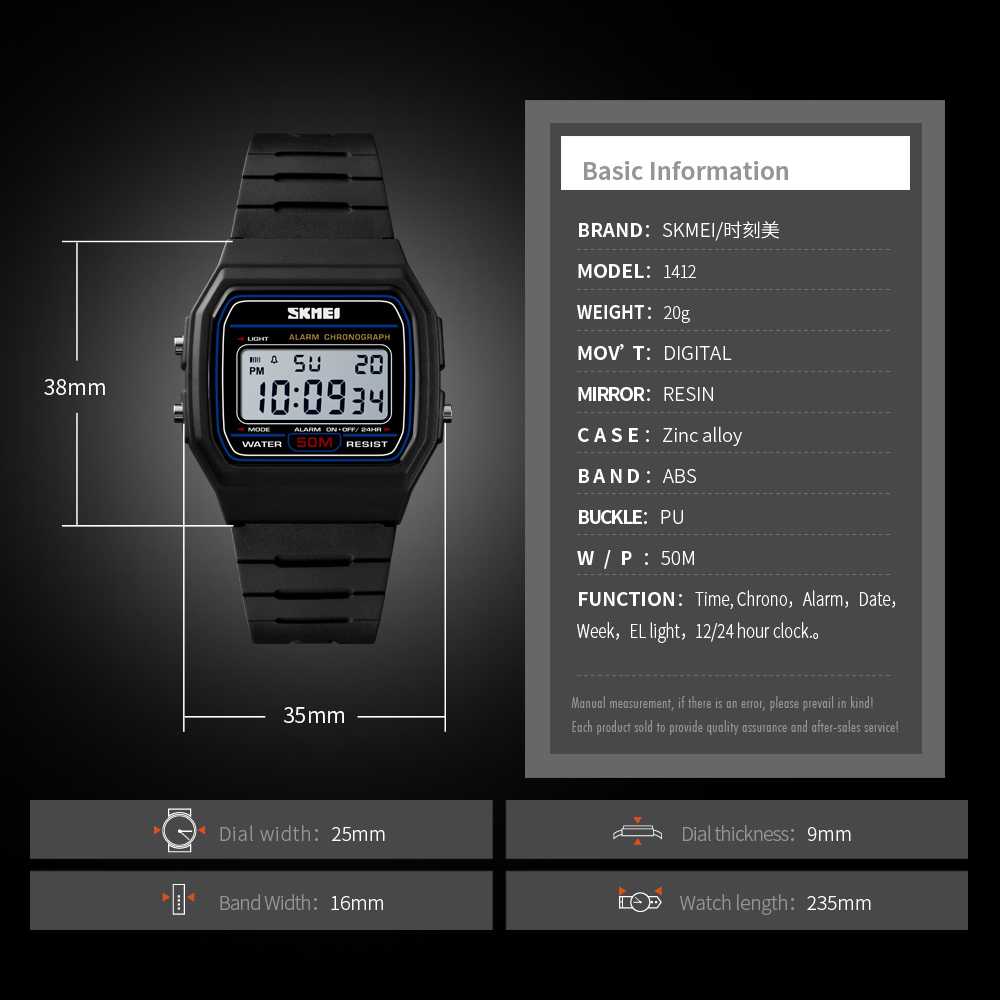 SKMEI
LIGHT
ALARM CHRONOGRAPH
SU 20
PM
10:09 34
MODE ALARM ON•OFF/24HR
WATER 50M RESIST
38mm
35mm
Basic Information
BRAND：SKMEI/时刻美
MODEL：1412
WEIGHT：20g
MOV’T：DIGITAL
MIRROR：RESIN
CASE：Zinc alloy
BAND：ABS
BUCKLE：PU
W/P：50M
FUNCTION：Time, Chrono，Alarm，Date，
Week，EL light，12/24 hour clock.。
Manual measurement, if there is an error, please prevail in kind!
Each product sold to provide quality assurance and after-sales service!
Dial width：25mm
Dial thickness：9mm
Band Width：16mm
Watch length：235mm